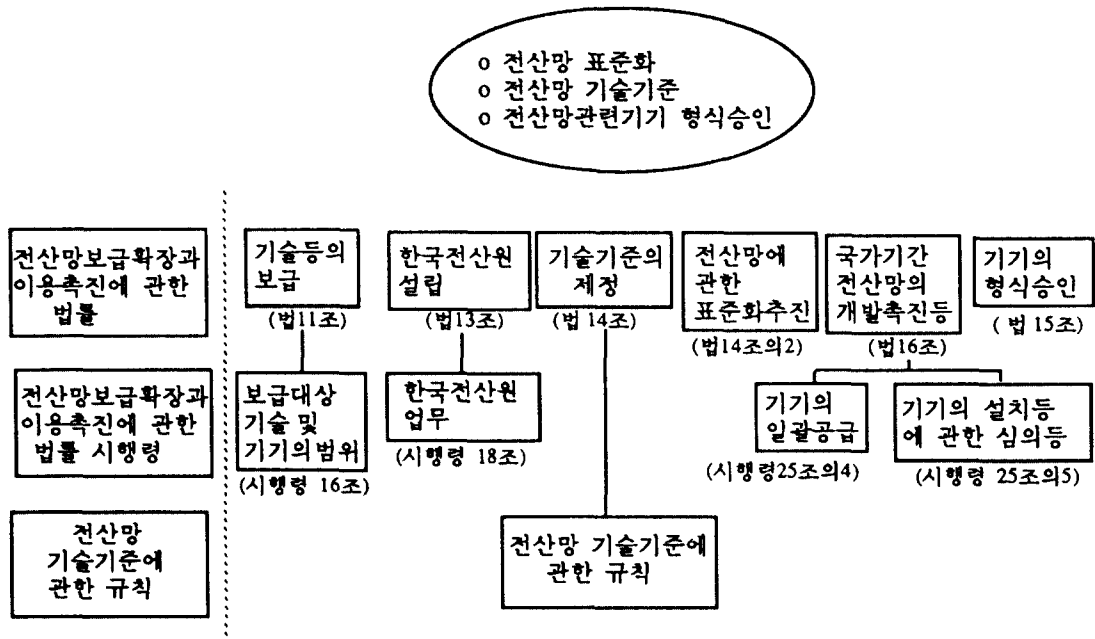 o 전산망 표준화
o 전산망 기술기준
o 전산망관련기기 형식승인
전산망보급확장과
이용촉진에 관한
법률
기술등의
보급
(법11조)
한국전산원
설립
(법13조)
기술기준의
제정
(법 14조)
전산망에
관한
표준화추진
(법14조의2)
국가기간
전산망의
개발촉진등
(법16조)
기기의
형식승인
( 법 15조)
전산망보급확장과
이용촉진에 관한
법률 시행령
보급대상
기술 및
기기의범위
(시행령 16조)
한국전산원
업무
(시행령 18조)
기기의
일괄공급
(시행령25조의4)
기기의 설치등
에 관한 심의등
(시행령 25조의5)
전산망
기술기준에
관한 규칙
전산망 기술기준에
관한 규칙